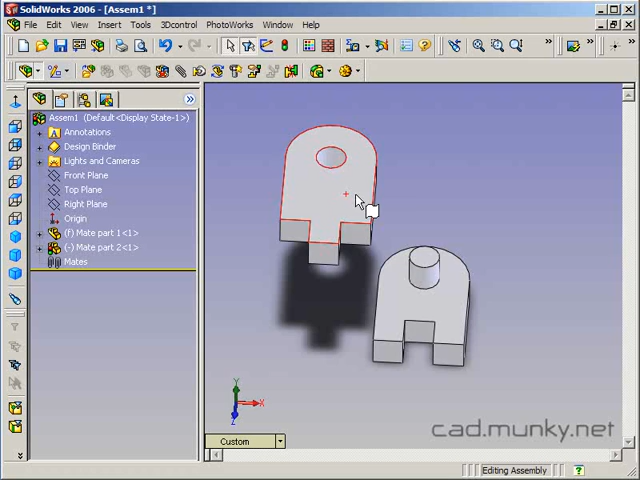 SolidWorks 2006 - [Assem1 *]
File Edit View Insert Tools 3Dcontrol PhotoWorks Window Help
Assem1 (Default<Display State-1>)
Annotations
Design Binder
Lights and Cameras
Front Plane
Top Plane
Right Plane
Origin
(f) Mate part 1<1>
(-) Mate part 2<1>
Mates
Y
X
Z
cad.munky.net
Custom
Editing Assembly